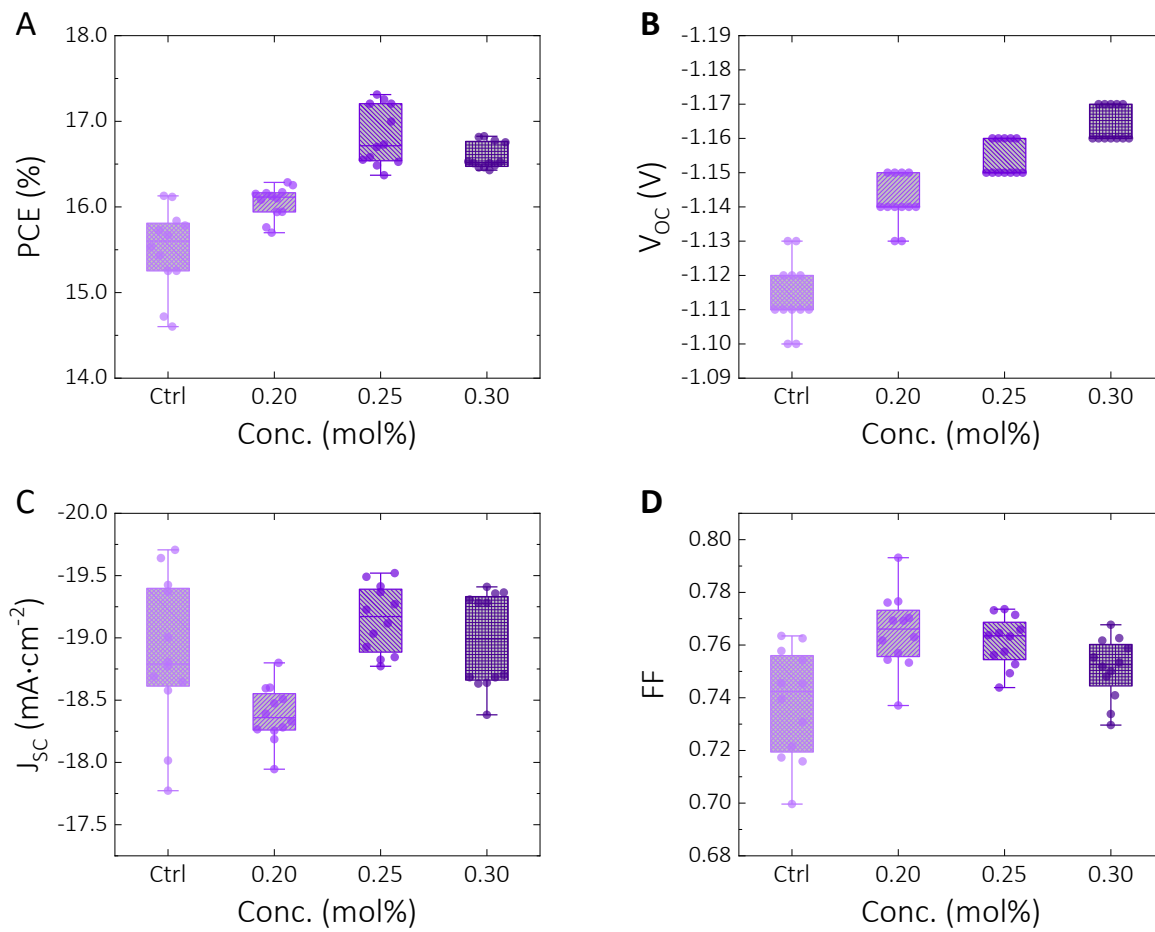 A
18.0
17.0
16.0
15.0
14.0
PCE (%)
Ctrl 0.20 0.25 0.30
Conc. (mol%)
B
-1.19
-1.18
-1.17
-1.16
-1.15
-1.14
-1.13
-1.12
-1.11
-1.10
-1.09
V_OC (V)
Ctrl 0.20 0.25 0.30
Conc. (mol%)
C
-20.0
-19.5
-19.0
-18.5
-18.0
-17.5
J_SC (mA·cm⁻²)
Ctrl 0.20 0.25 0.30
Conc. (mol%)
D
0.80
0.78
0.76
0.74
0.72
0.70
0.68
FF
Ctrl 0.20 0.25 0.30
Conc. (mol%)